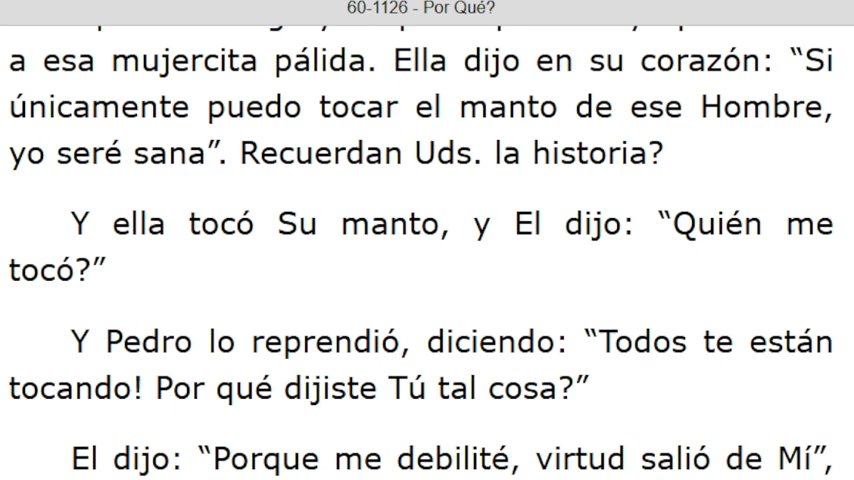 60-1126 - Por Qué?
a esa mujercita pálida. Ella dijo en su corazón: “Si
únicamente puedo tocar el manto de ese Hombre,
yo seré sana”. Recuerdan Uds. la historia?
Y ella tocó Su manto, y El dijo: “Quién me
tocó?”
Y Pedro lo reprendió, diciendo: “Todos te están
tocando! Por qué dijiste Tú tal cosa?”
El dijo: “Porque me debilité, virtud salió de Mí”,